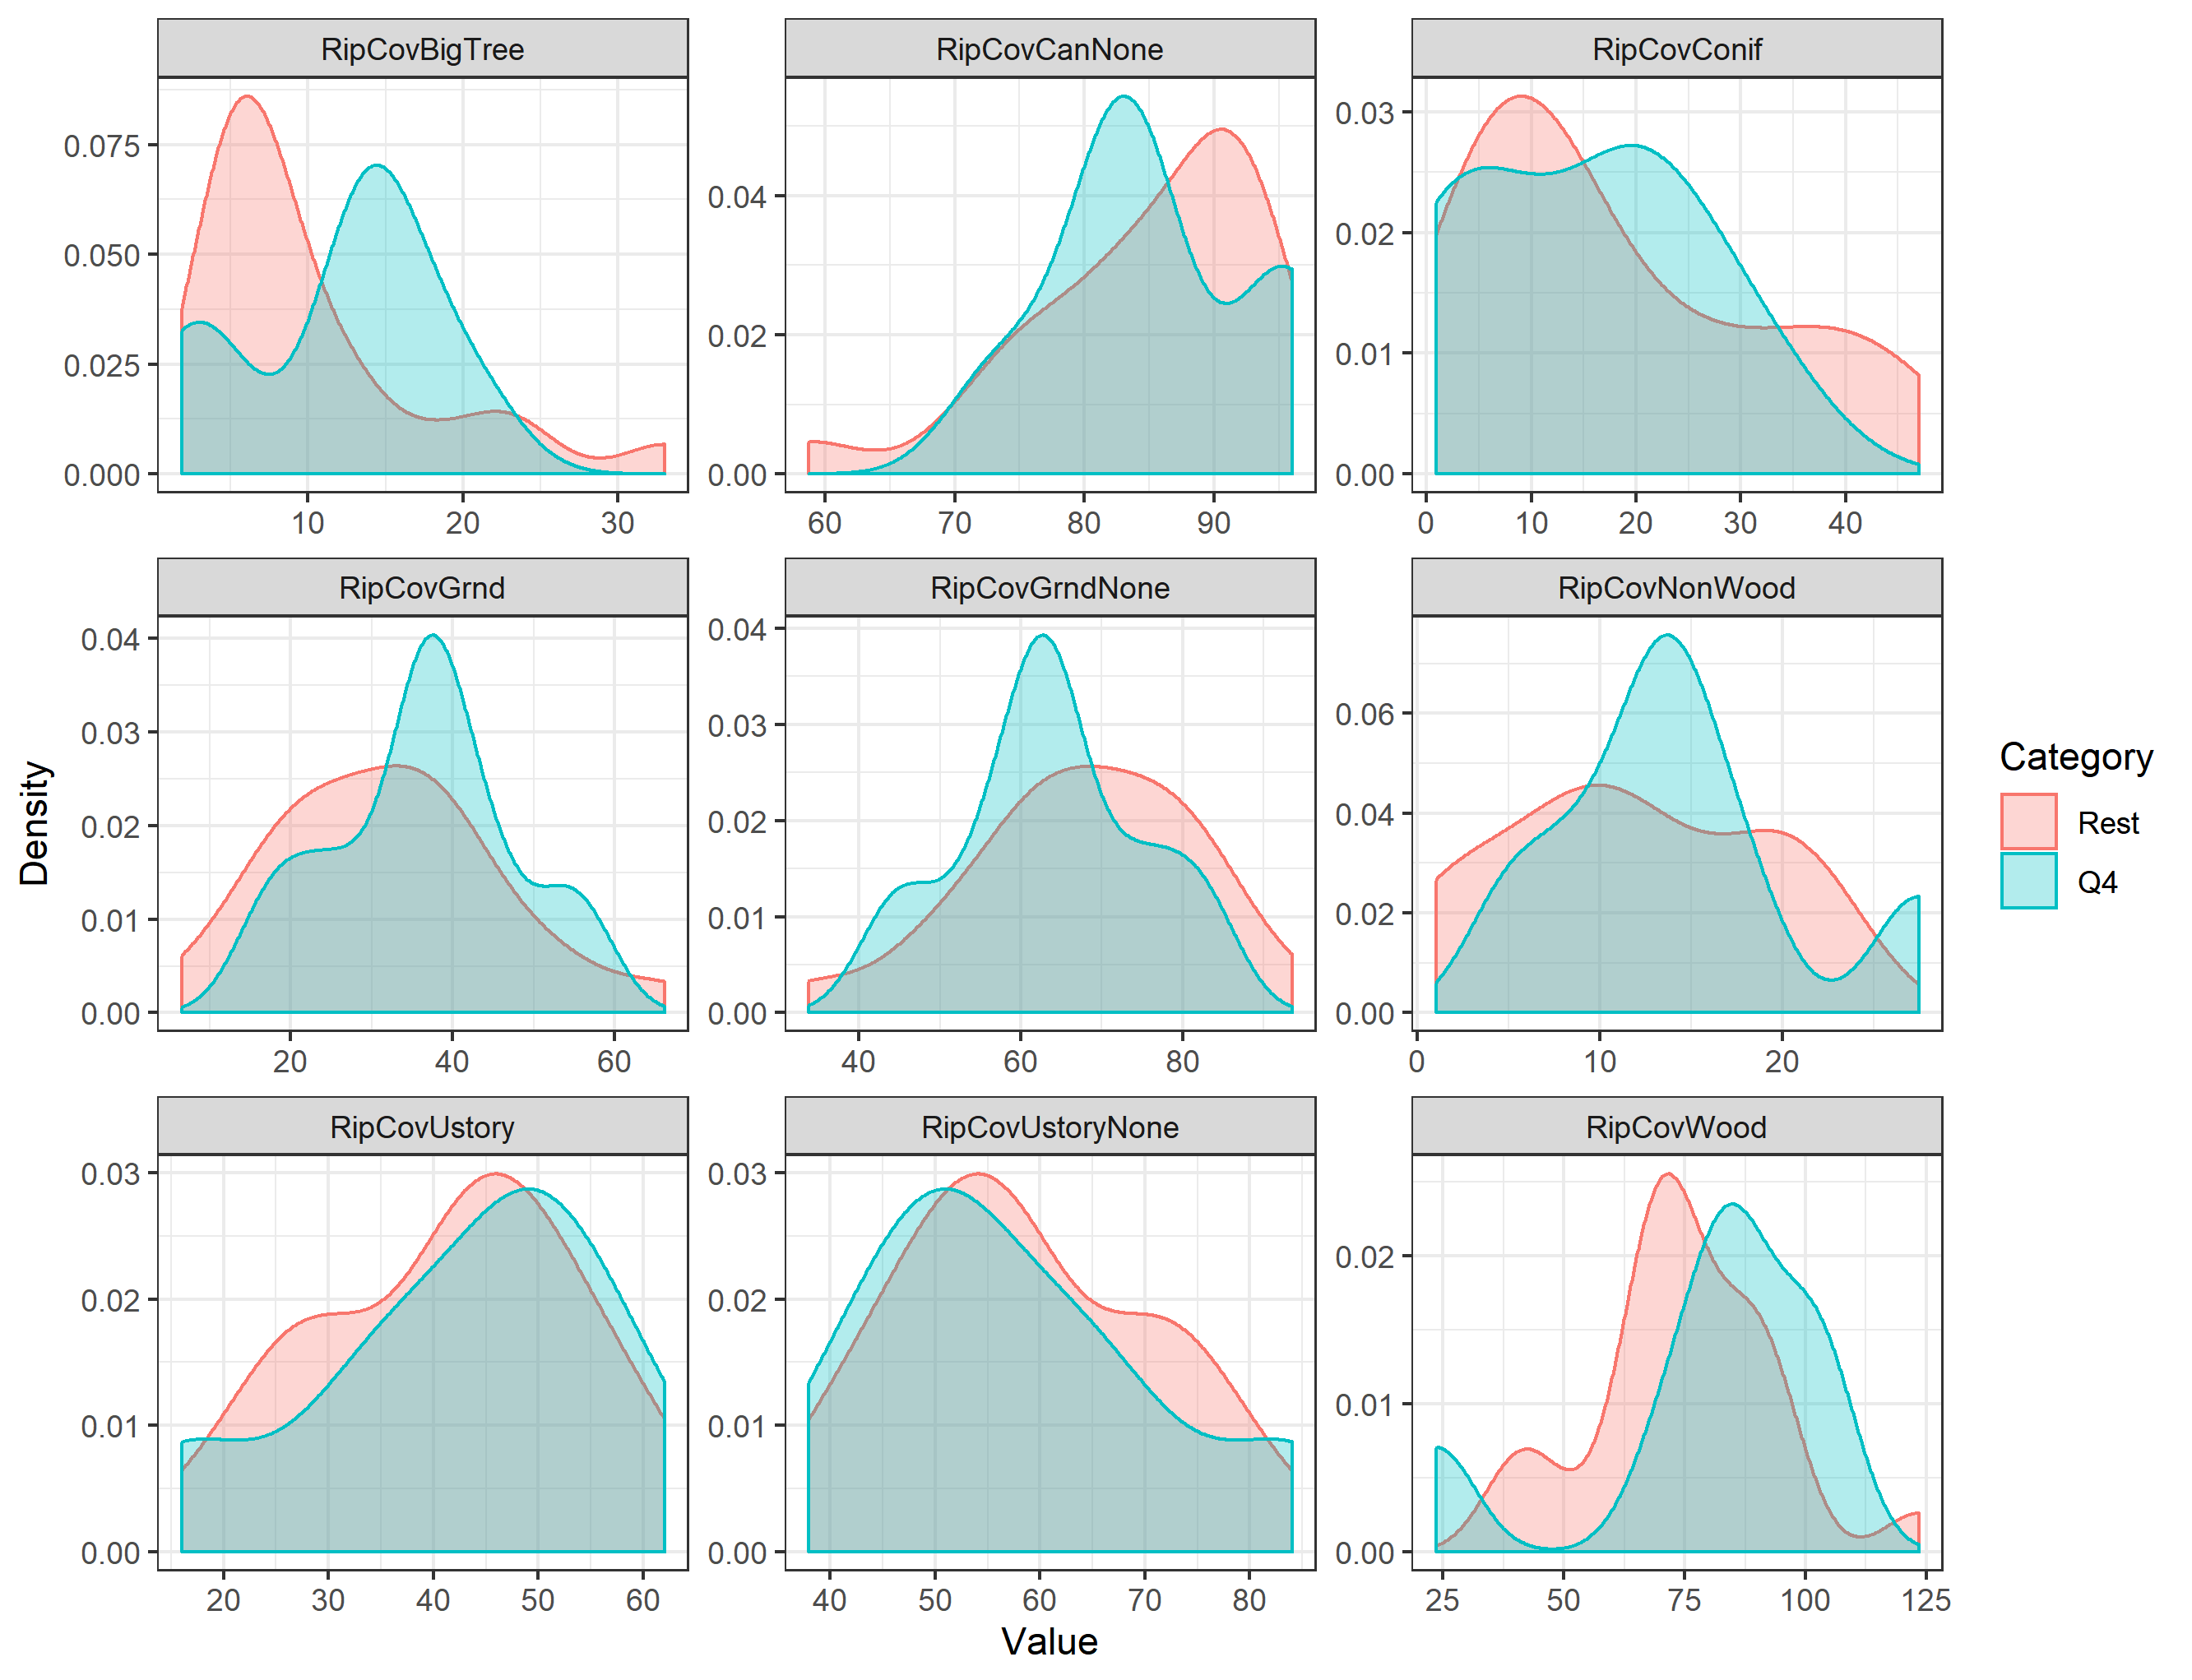 RipCovBigTree
RipCovCanNone
RipCovConif
0.075
0.050
0.025
0.000
10 20 30
0.04
0.02
0.00
60 70 80 90
0.03
0.02
0.01
0.00
0 10 20 30 40
RipCovGrnd
RipCovGrndNone
RipCovNonWood
0.04
0.03
0.02
0.01
0.00
20 40 60
0.04
0.03
0.02
0.01
0.00
40 60 80
0.06
0.04
0.02
0.00
0 10 20
RipCovUstory
RipCovUstoryNone
RipCovWood
0.03
0.02
0.01
0.00
20 30 40 50 60
0.03
0.02
0.01
0.00
40 50 60 70 80
0.02
0.01
0.00
25 50 75 100 125
Density
Value
Category
Rest
Q4